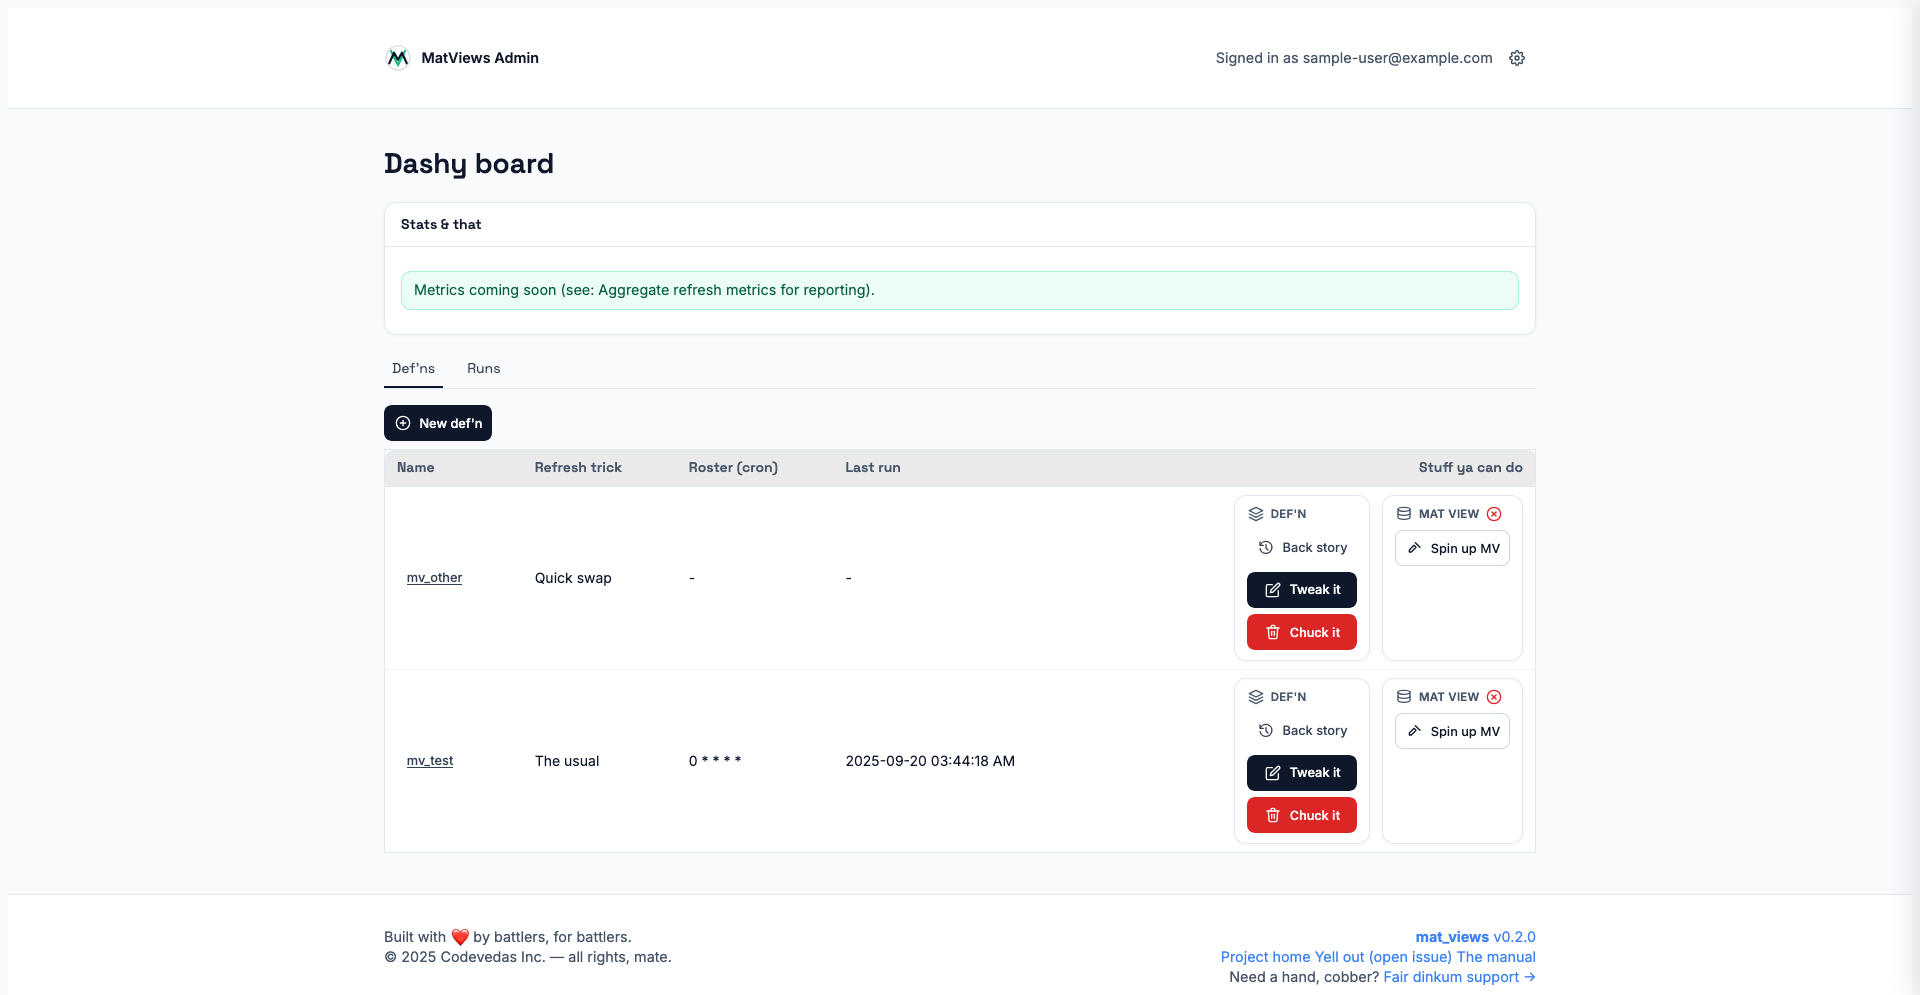 MatViews Admin
Signed in as sample-user@example.com
Dashy board
Stats & that
Metrics coming soon (see: Aggregate refresh metrics for reporting).
Def'ns Runs
New def'n
Name Refresh trick Roster (cron) Last run Stuff ya can do
DEF'N
Back story
Tweak it
Chuck it
MAT VIEW
Spin up MV
mv_other Quick swap - -
DEF'N
Back story
Tweak it
Chuck it
MAT VIEW
Spin up MV
mv_test The usual 0 * * * * 2025-09-20 03:44:18 AM
Built with ❤️ by battlers, for battlers.
© 2025 Codevedas Inc. — all rights, mate.
mat_views v0.2.0
Project home Yell out (open issue) The manual
Need a hand, cobber? Fair dinkum support →